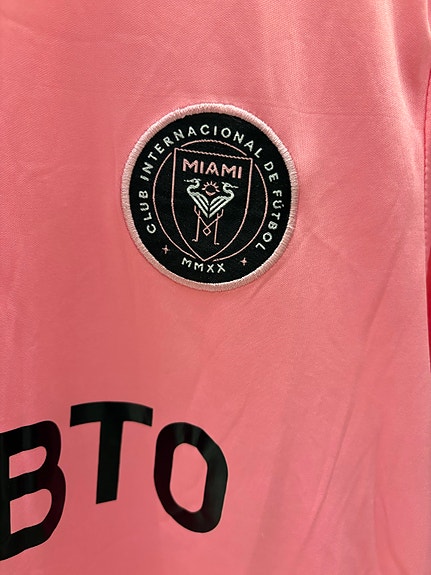 CLUB INTERNACIONAL DE FÚTBOL
MIAMI
MMXX
BTO